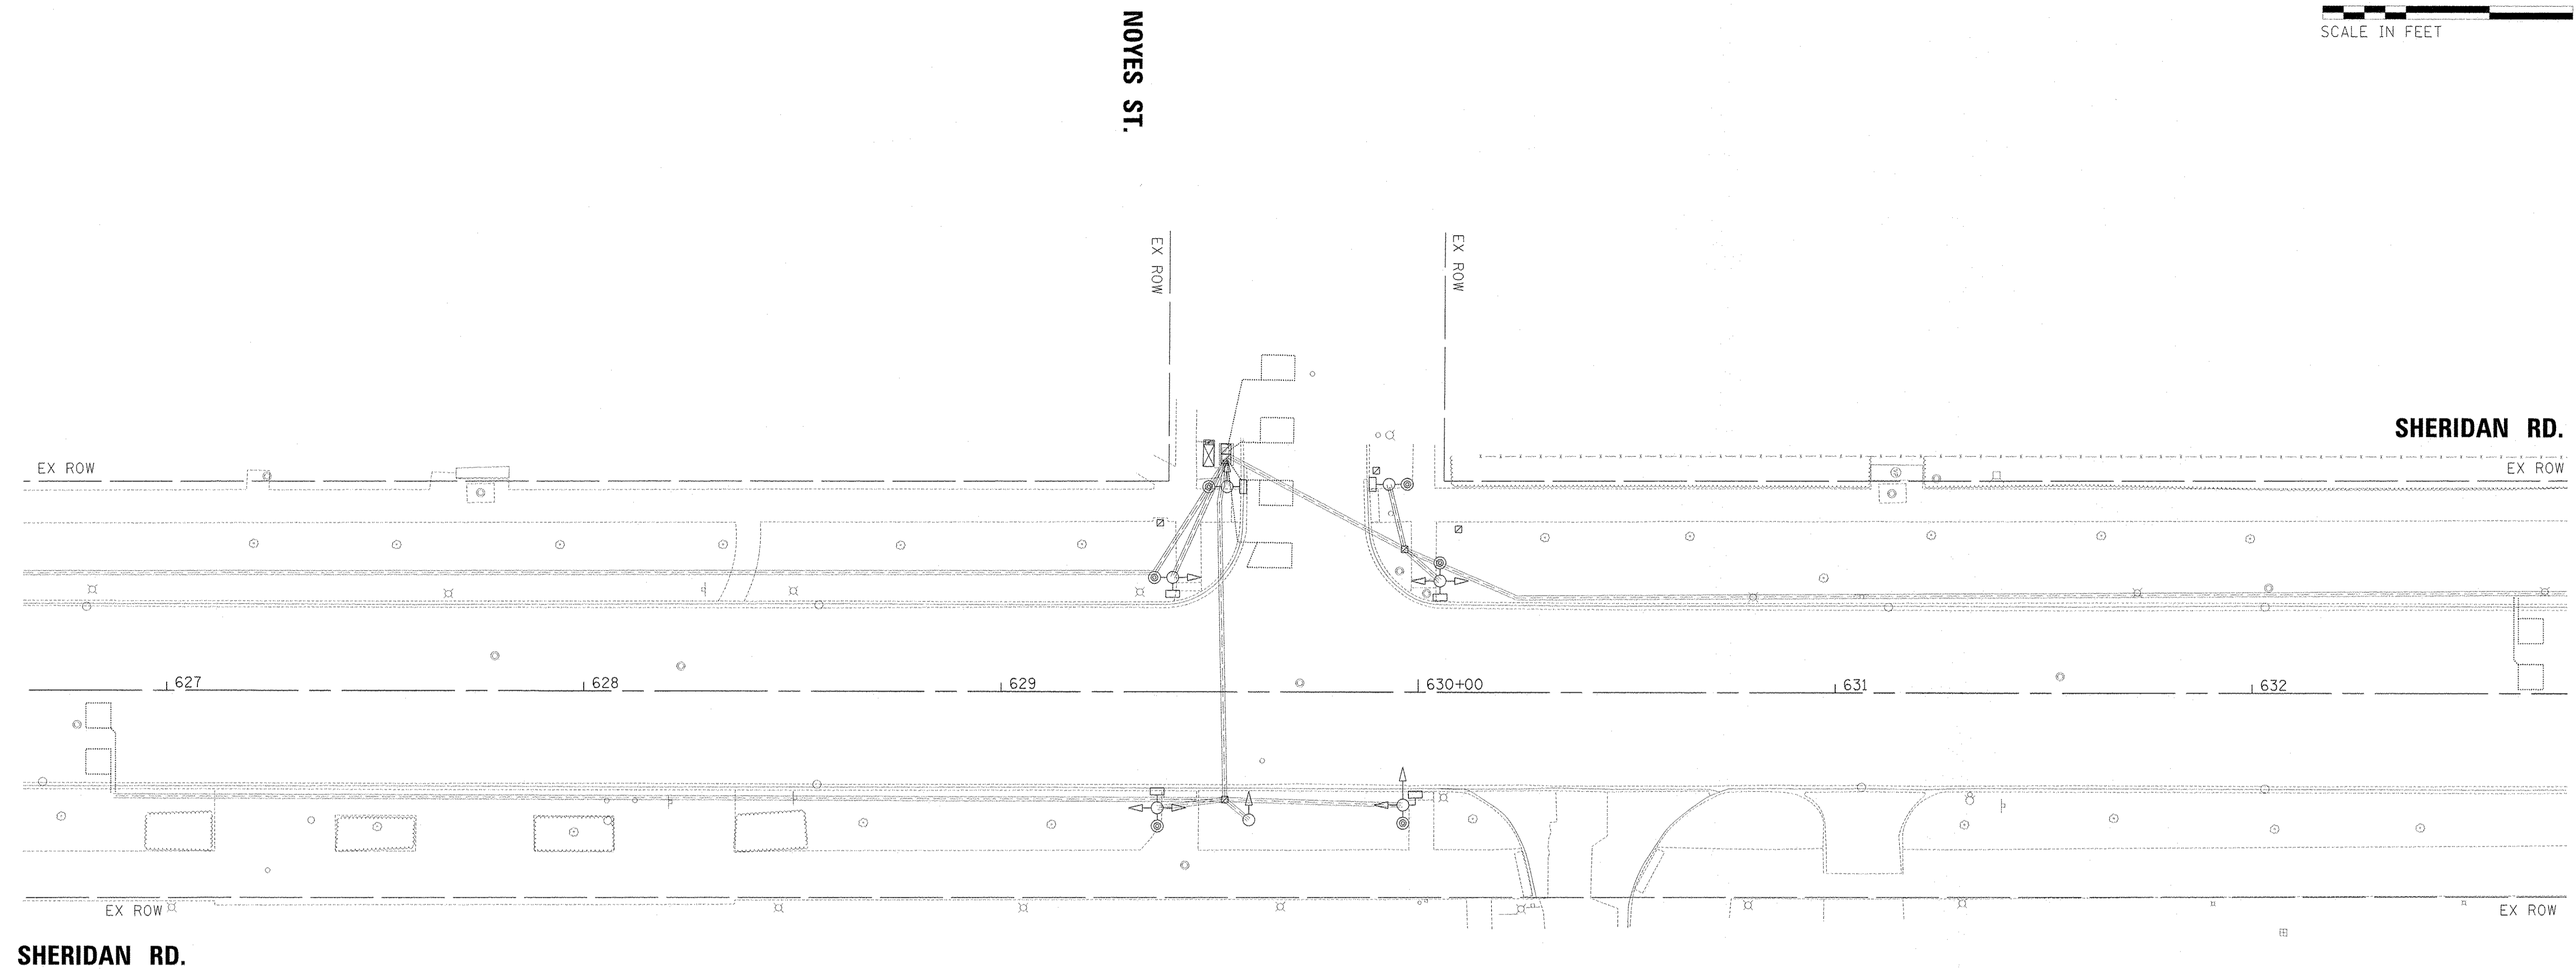 NOYES ST.
SCALE IN FEET
EX ROW
EX ROW
SHERIDAN RD.
EX ROW
EX ROW
627
628
629
630+00
631
632
EX ROW
EX ROW
SHERIDAN RD.